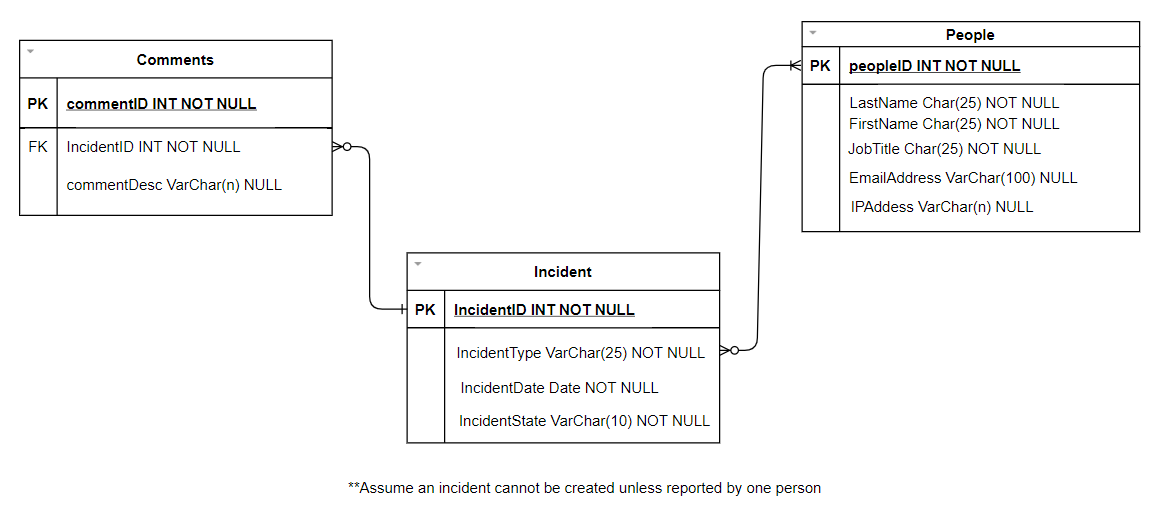 Comments
PK commentID INT NOT NULL
FK IncidentID INT NOT NULL
commentDesc VarChar(n) NULL
People
PK peopleID INT NOT NULL
LastName Char(25) NOT NULL
FirstName Char(25) NOT NULL
JobTitle Char(25) NOT NULL
EmailAddress VarChar(100) NULL
IPAddess VarChar(n) NULL
Incident
PK IncidentID INT NOT NULL
IncidentType VarChar(25) NOT NULL
IncidentDate Date NOT NULL
IncidentState VarChar(10) NOT NULL
**Assume an incident cannot be created unless reported by one person